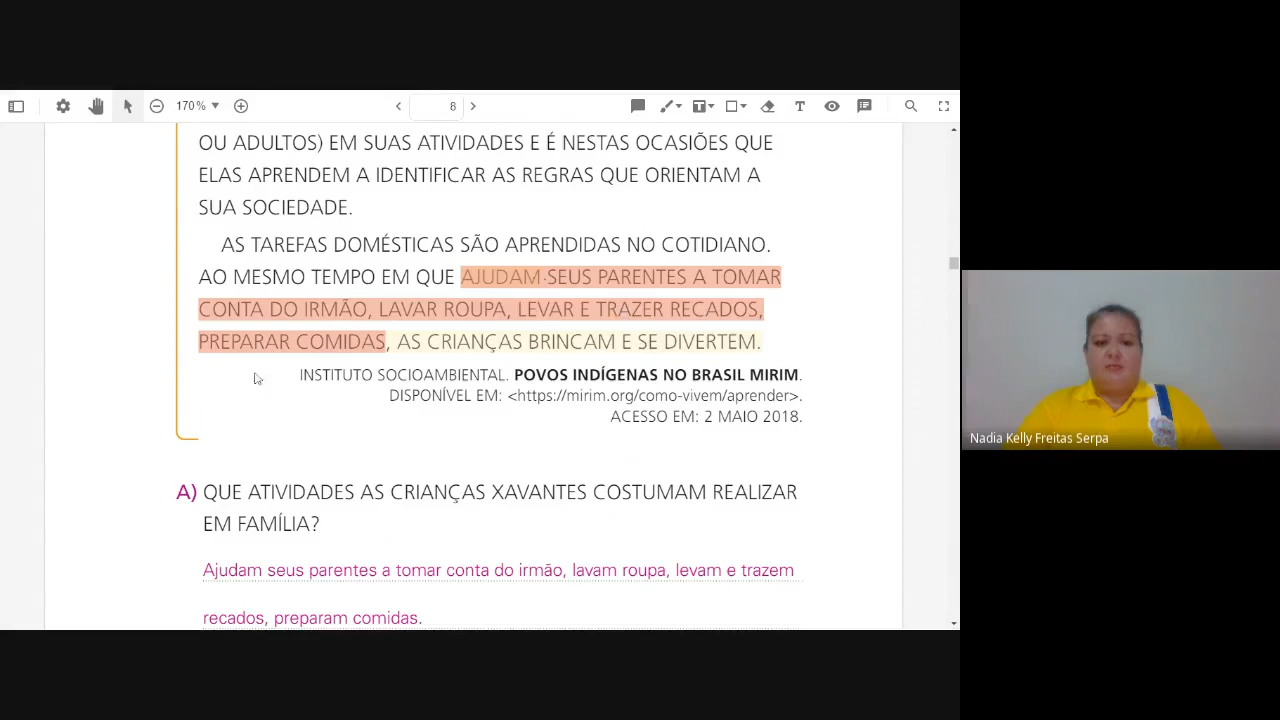 170%
8
OU ADULTOS) EM SUAS ATIVIDADES E É NESTAS OCASIÕES QUE
ELAS APRENDEM A IDENTIFICAR AS REGRAS QUE ORIENTAM A
SUA SOCIEDADE.
AS TAREFAS DOMÉSTICAS SÃO APRENDIDAS NO COTIDIANO.
AO MESMO TEMPO EM QUE AJUDAM SEUS PARENTES A TOMAR
CONTA DO IRMÃO, LAVAR ROUPA, LEVAR E TRAZER RECADOS,
PREPARAR COMIDAS, AS CRIANÇAS BRINCAM E SE DIVERTEM.
INSTITUTO SOCIOAMBIENTAL. POVOS INDÍGENAS NO BRASIL MIRIM.
DISPONÍVEL EM: <https://mirim.org/como-vivem/aprender>.
ACESSO EM: 2 MAIO 2018.
A) QUE ATIVIDADES AS CRIANÇAS XAVANTES COSTUMAM REALIZAR
EM FAMÍLIA?
Ajudam seus parentes a tomar conta do irmão, lavam roupa, levam e trazem
recados, preparam comidas.
Nadia Kelly Freitas Serpa